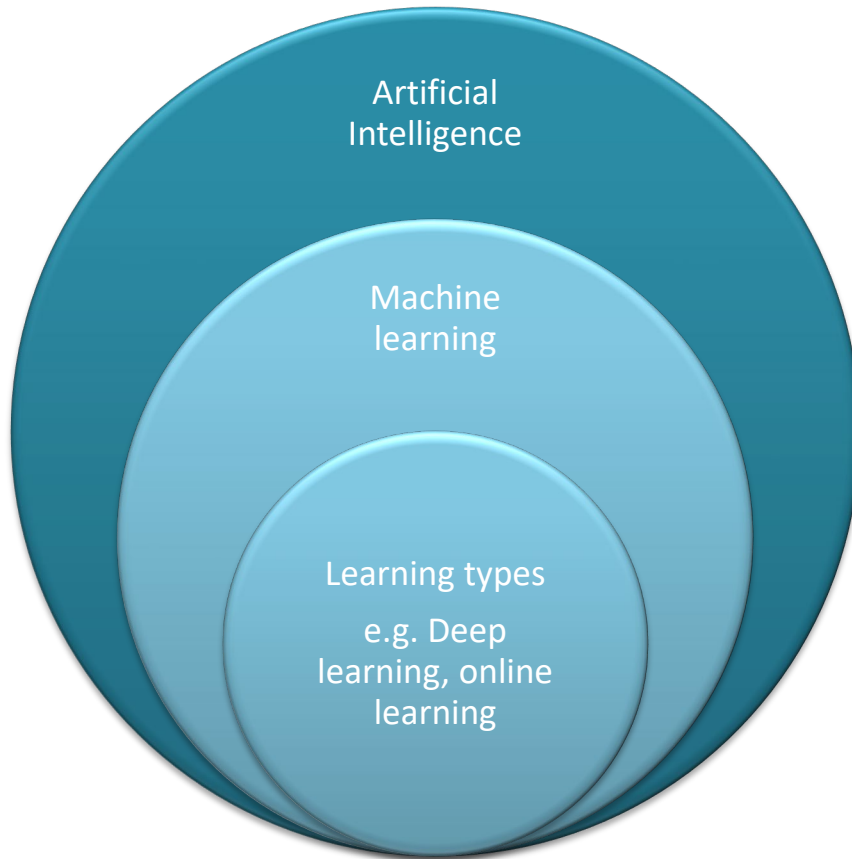 Artificial
Intelligence
Machine
learning
Learning types
e.g. Deep
learning, online
learning